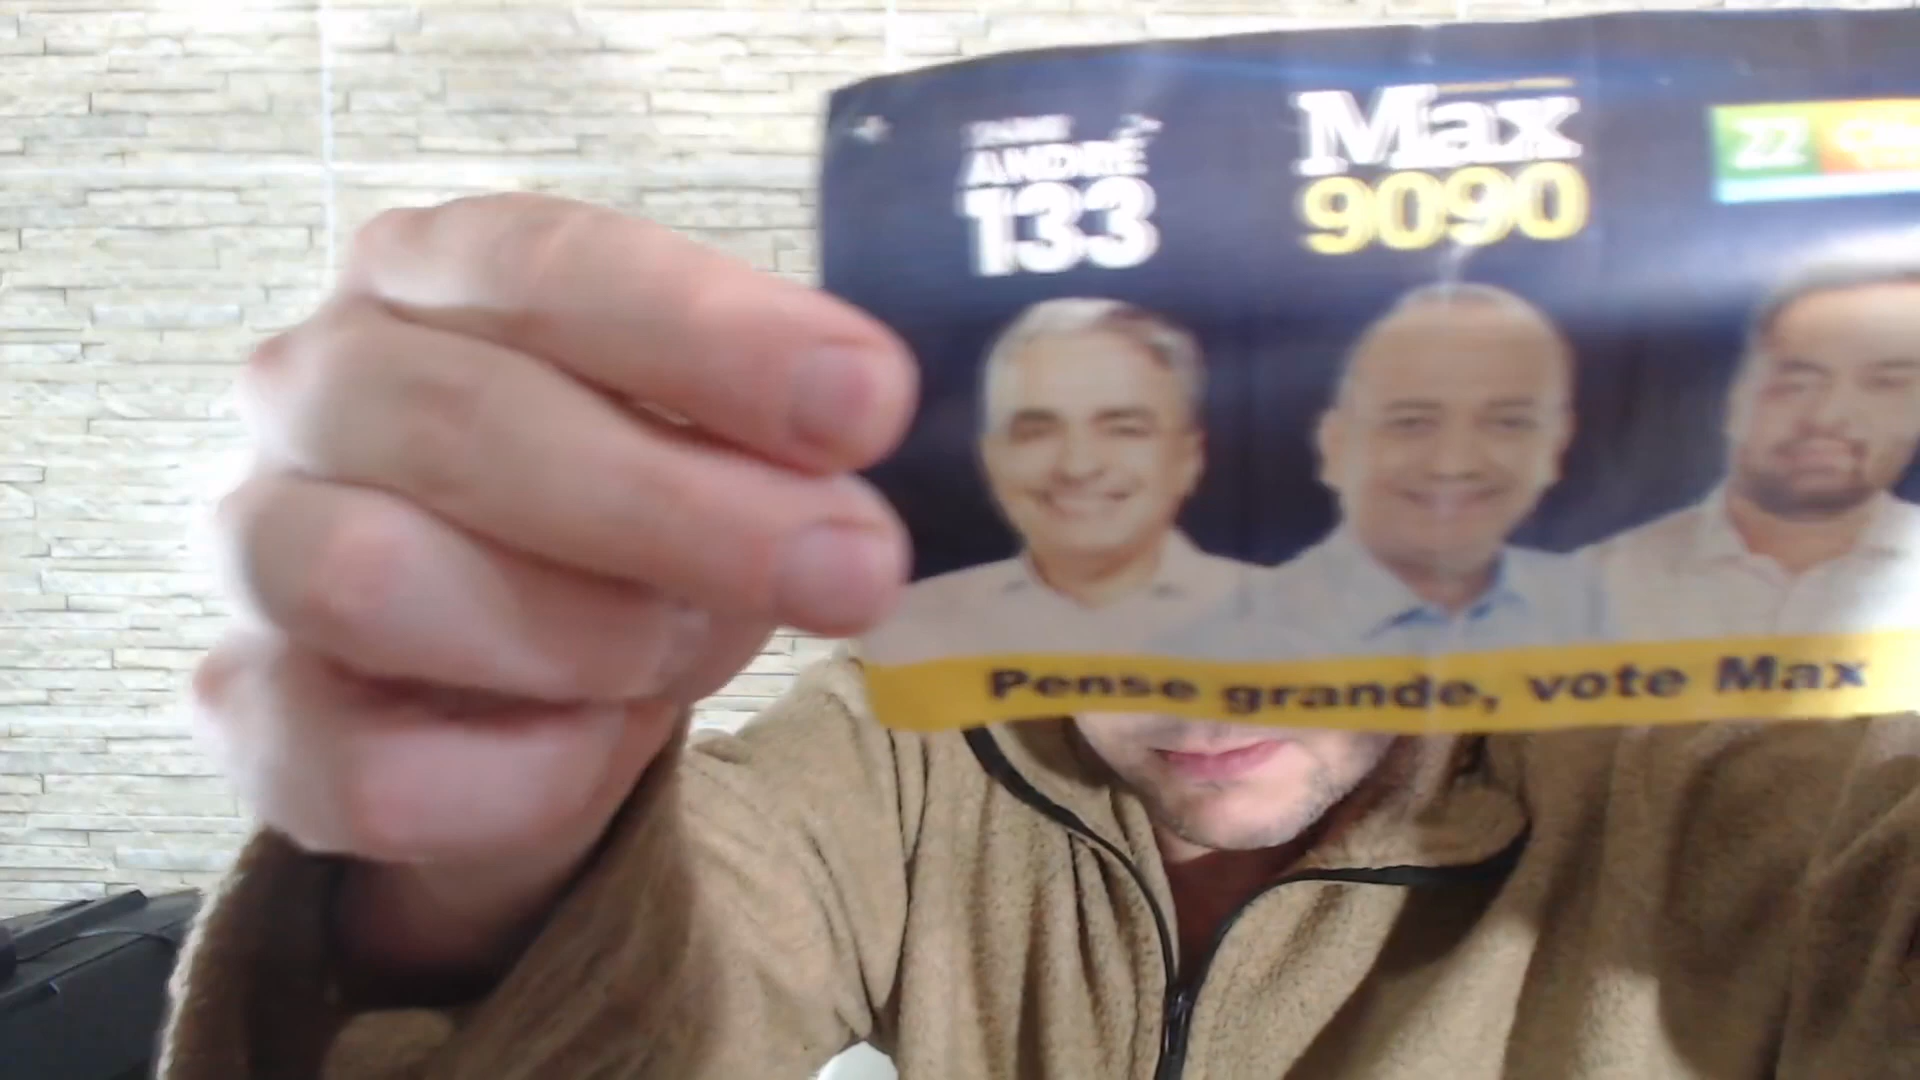 ANDRÉ
133
Max
9090
22
Pense grande, vote Max